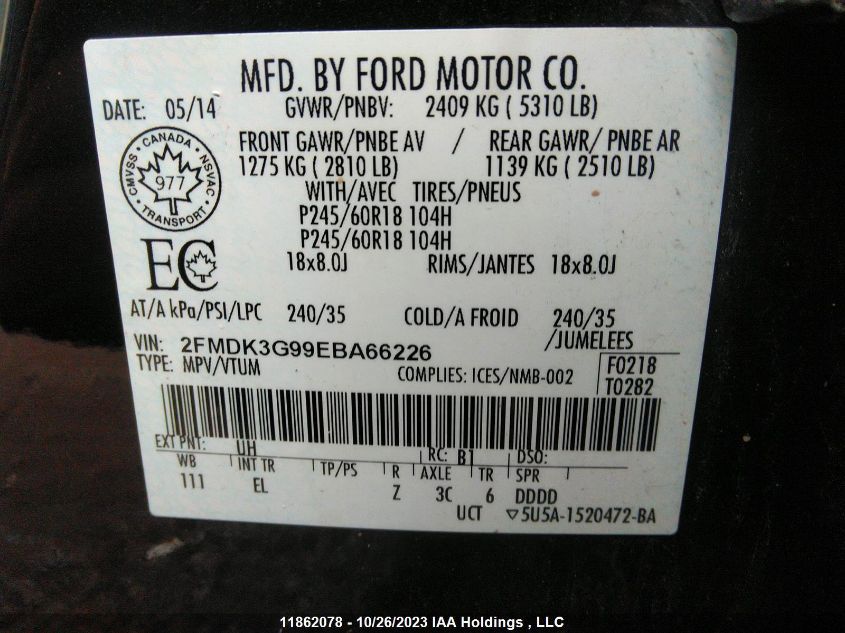 MFD. BY FORD MOTOR CO.
DATE: 05/14 GVWR/PNBV: 2409 KG ( 5310 LB)
FRONT GAWR/PNBE AV / REAR GAWR/ PNBE AR
1275 KG ( 2810 LB) 1139 KG ( 2510 LB)
WITH/AVEC TIRES/PNEUS
P245/60R18 104H
P245/60R18 104H
18x8.0J RIMS/JANTES 18x8.0J
CANADA
CMVSS NSVAC
977
TRANSPORT
EC
AT/A kPa/PSI/LPC 240/35 COLD/A FROID 240/35
VIN: 2FMDK3G99EBA66226 /JUMELEES
TYPE: MPV/VTUM COMPLIES: ICES/NMB-002 F0218
T0282
EXT PNT: UH RC: B1 DSO:
WB INT TR TP/PS R AXLE TR SPR
111 EL Z 3C 6 DDDD
UCT ▽5U5A-1520472-BA
11862078 - 10/26/2023 IAA Holdings , LLC